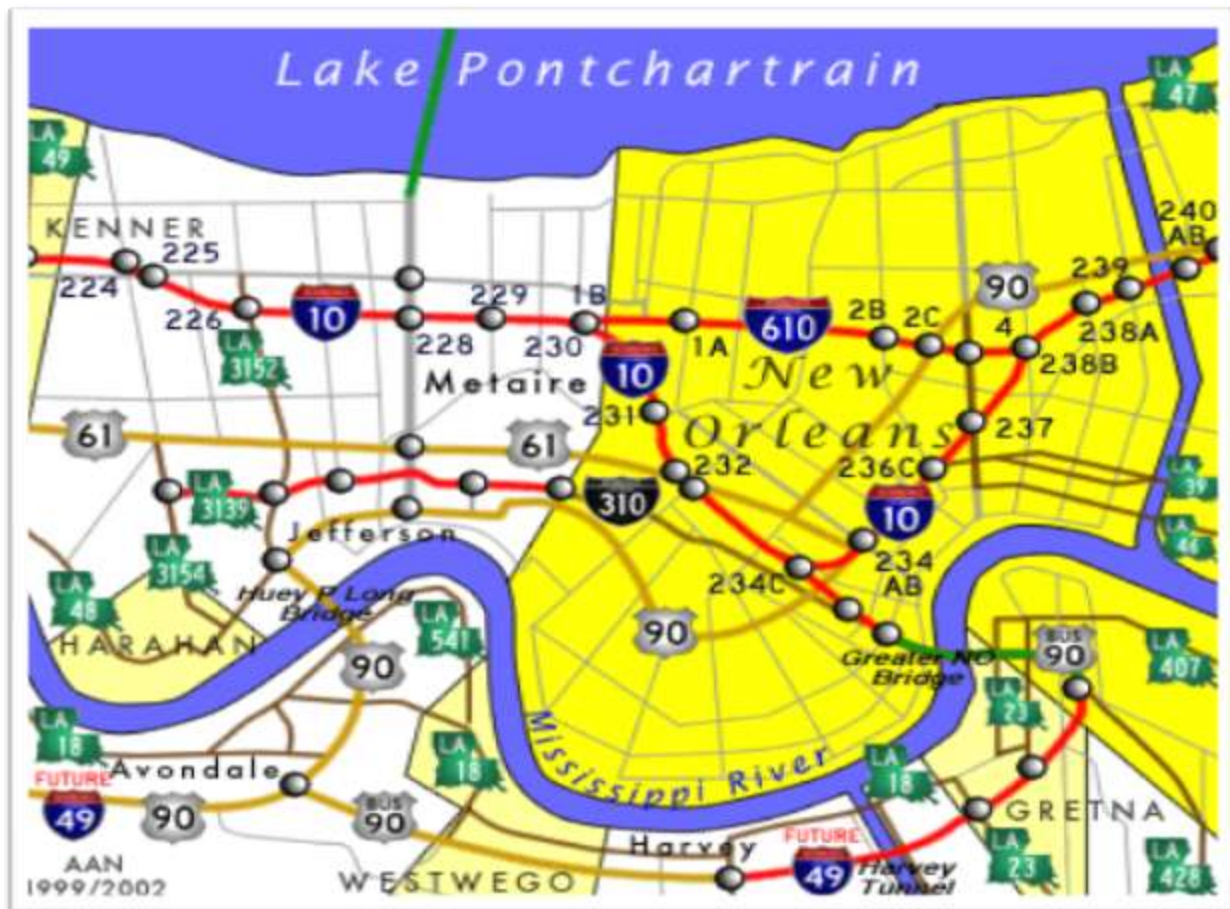 Lake Pontchartrain
LA
47
LA
49
KENNER
225
224
226
240
AB
239
90
229
1B
10
228
230
1A
610
2B
2C
4
238A
238B
LA
3152
Metaire
10
New
Orleans
231
61
61
232
237
236C
LA
3139
310
10
LA
39
LA
46
Jefferson
LA
3154
234C
234
AB
LA
48
Huey P Long
Bridge
HARAHAN
LA
541
90
90
Greater NO
Bridge
BUS
90
LA
407
LA
23
LA
18
Avondale
LA
18
Mississippi River
LA
18
FUTURE
49
90
BUS
90
Harvey
FUTURE
49
Harvey
Tunnel
GRETNA
LA
23
LA
428
AAN
1999/2002
WESTWEGO